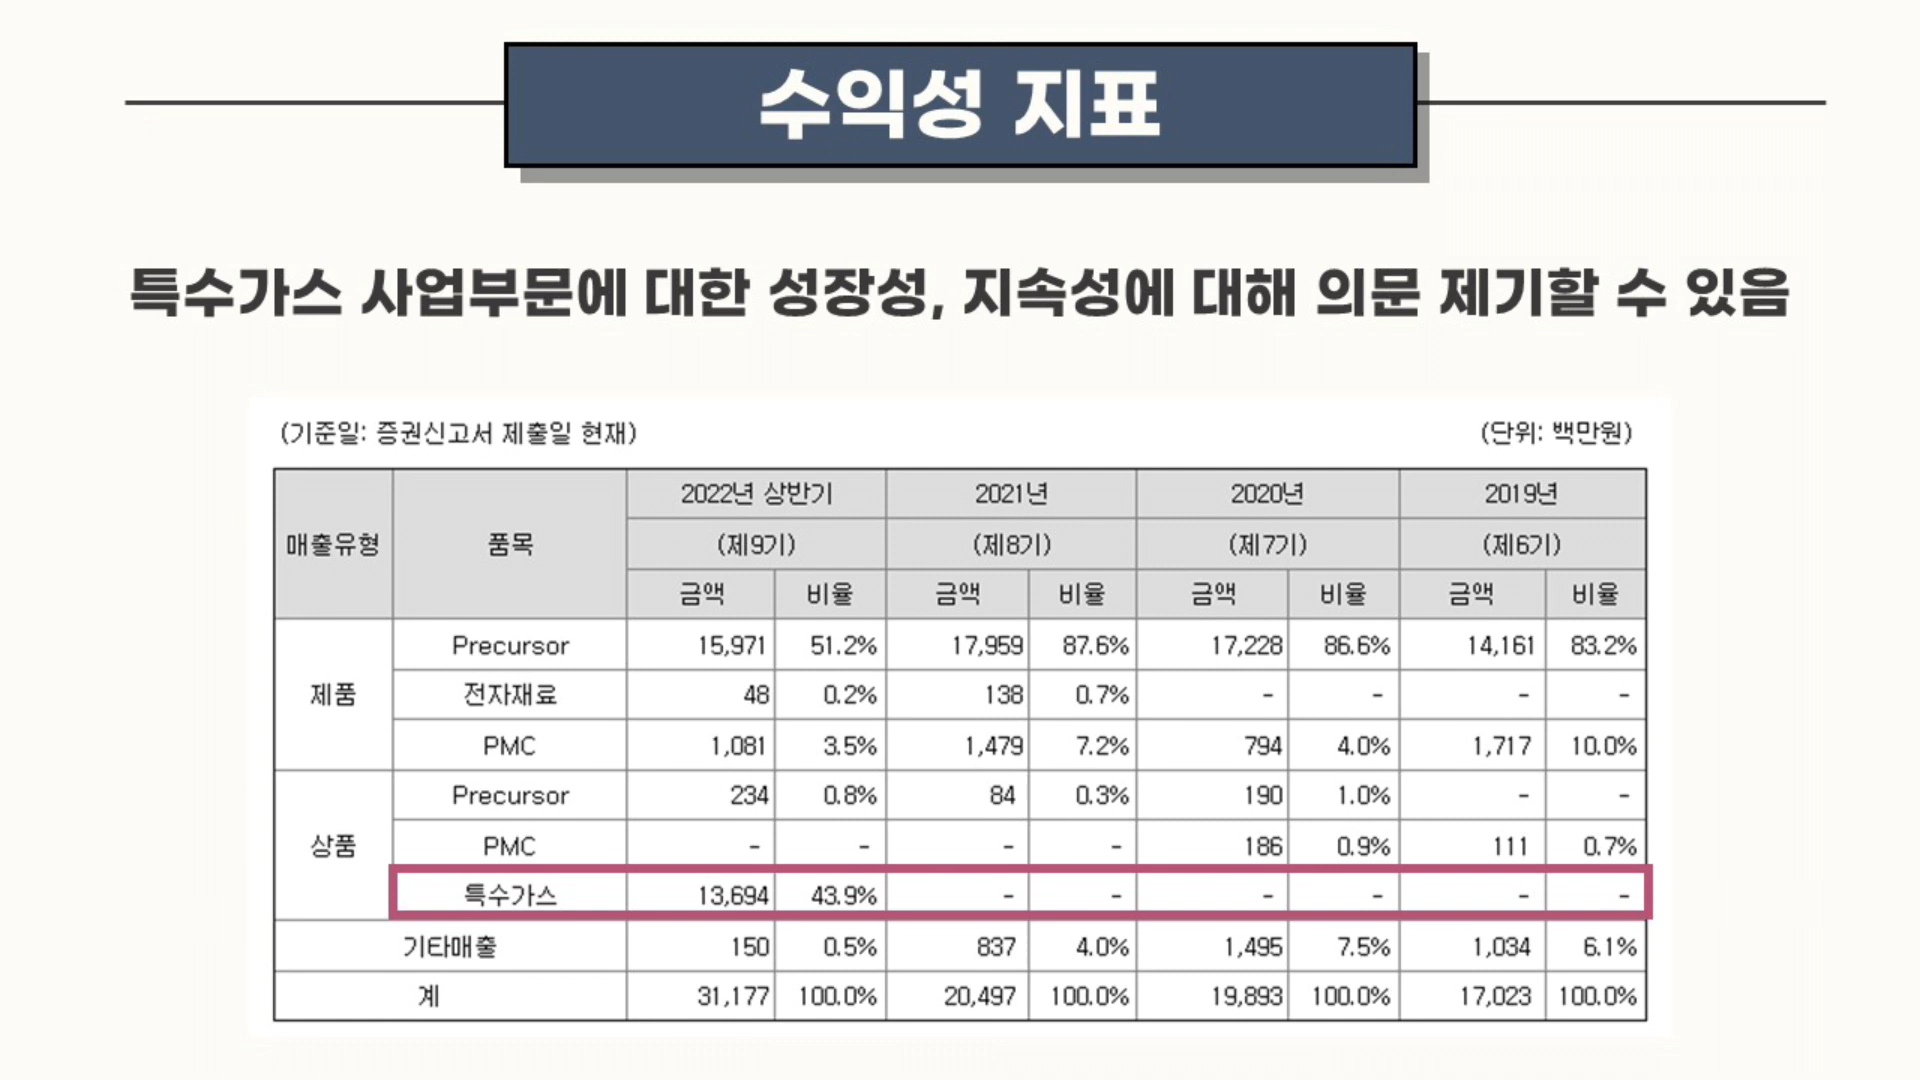 수익성 지표
특수가스 사업부문에 대한 성장성, 지속성에 대해 의문 제기할 수 있음
(기준일: 증권신고서 제출일 현재) (단위: 백만원)
매출유형 품목 2022년 상반기 2021년 2020년 2019년
(제9기) (제8기) (제7기) (제6기)
금액 비율 금액 비율 금액 비율 금액 비율
제품 Precursor 15,971 51.2% 17,959 87.6% 17,228 86.6% 14,161 83.2%
전자재료 48 0.2% 138 0.7% - - - -
PMC 1,081 3.5% 1,479 7.2% 794 4.0% 1,717 10.0%
상품 Precursor 234 0.8% 84 0.3% 190 1.0% - -
PMC - - - - 186 0.9% 111 0.7%
특수가스 13,694 43.9% - - - - - -
기타매출 150 0.5% 837 4.0% 1,495 7.5% 1,034 6.1%
계 31,177 100.0% 20,497 100.0% 19,893 100.0% 17,023 100.0%